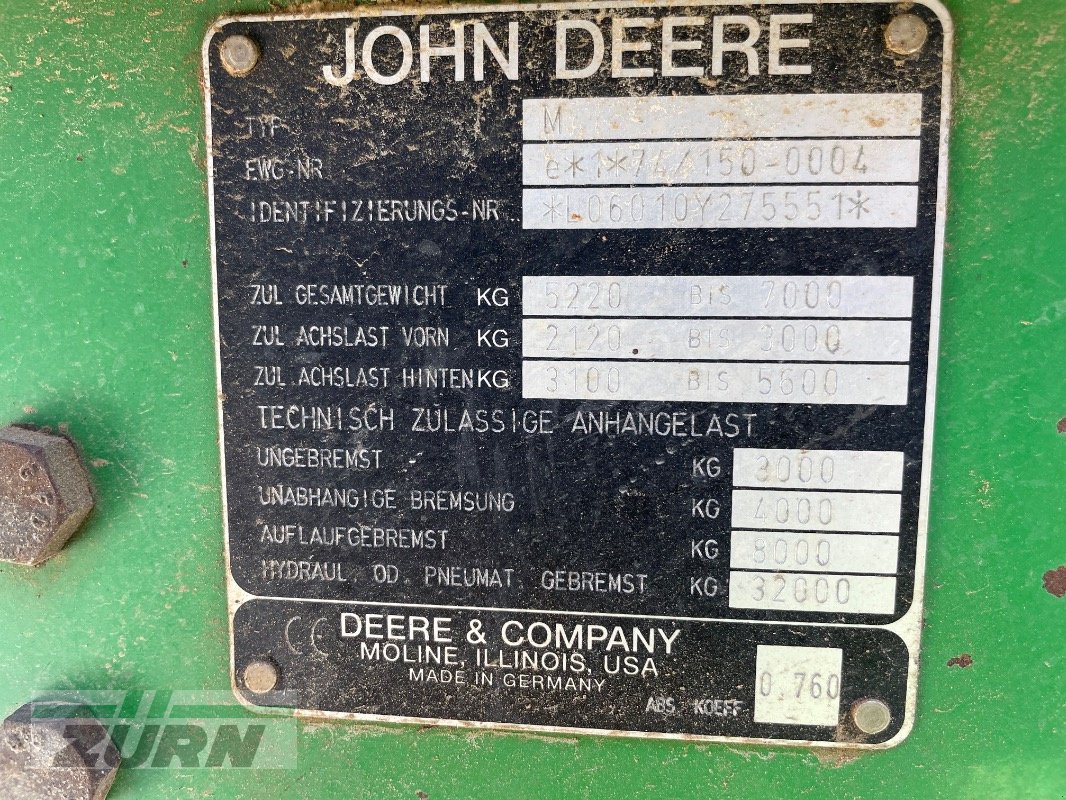 JOHN DEERE
TYP M
EWG-NR e*1*74/150-0004
IDENTIFIZIERUNGS-NR *L06010Y275551*
ZUL GESAMTGEWICHT KG 5220 BIS 7000
ZUL ACHSLAST VORN KG 2120 BIS 3000
ZUL ACHSLAST HINTEN KG 3100 BIS 5600
TECHNISCH ZULASSIGE ANHANGELAST
UNGEBREMST KG 3000
UNABHANGIGE BREMSUNG KG 4000
AUFLAUFGEBREMST KG 8000
HYDRAUL OD PNEUMAT GEBREMST KG 32000
CE DEERE & COMPANY
MOLINE, ILLINOIS, USA
MADE IN GERMANY
ABS KOEFF 0.760
ZÜRN